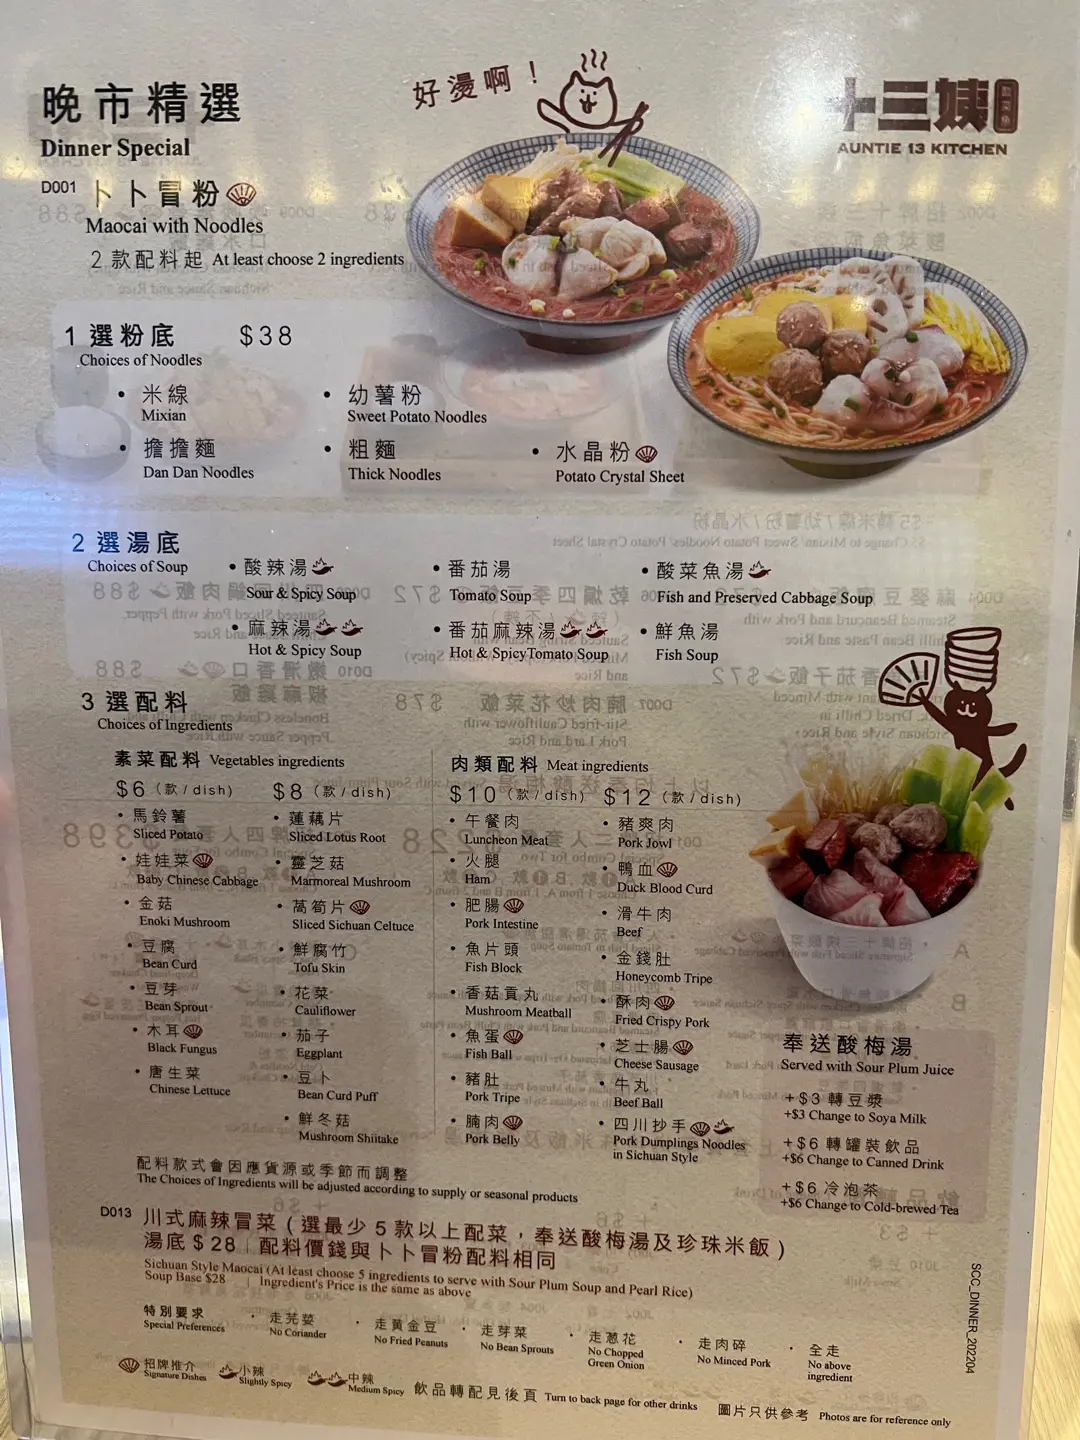 晚市精選
Dinner Special
好燙啊！
十三姨
AUNTIE 13 KITCHEN
D001 卜卜冒粉
Maocai with Noodles
2 款配料起 At least choose 2 ingredients
1 選粉底 $38
Choices of Noodles
• 米線
Mixian
• 幼薯粉
Sweet Potato Noodles
• 擔擔麵
Dan Dan Noodles
• 粗麵
Thick Noodles
• 水晶粉
Potato Crystal Sheet
2 選湯底
Choices of Soup
• 酸辣湯
Sour & Spicy Soup
• 番茄湯
Tomato Soup
• 酸菜魚湯
Fish and Preserved Cabbage Soup
• 麻辣湯
Hot & Spicy Soup
• 番茄麻辣湯
Hot & SpicyTomato Soup
• 鮮魚湯
Fish Soup
3 選配料
Choices of Ingredients
素菜配料 Vegetables ingredients
$6 (款 / dish)
• 馬鈴薯
Sliced Potato
• 娃娃菜
Baby Chinese Cabbage
• 金菇
Enoki Mushroom
• 豆腐
Bean Curd
• 豆芽
Bean Sprout
• 木耳
Black Fungus
• 唐生菜
Chinese Lettuce
$8 (款 / dish)
• 蓮藕片
Sliced Lotus Root
• 靈芝菇
Marmoreal Mushroom
• 萵筍片
Sliced Sichuan Celtuce
• 鮮腐竹
Tofu Skin
• 花菜
Cauliflower
• 茄子
Eggplant
• 豆卜
Bean Curd Puff
• 鮮冬菇
Mushroom Shiitake
肉類配料 Meat ingredients
$10 (款 / dish)
• 午餐肉
Luncheon Meat
• 火腿
Ham
• 肥腸
Pork Intestine
• 魚片頭
Fish Block
• 香菇貢丸
Mushroom Meatball
• 魚蛋
Fish Ball
• 豬肚
Pork Tripe
• 腩肉
Pork Belly
$12 (款 / dish)
• 豬爽肉
Pork Jowl
• 鴨血
Duck Blood Curd
• 滑牛肉
Beef
• 金錢肚
Honeycomb Tripe
• 酥肉
Fried Crispy Pork
• 芝士腸
Cheese Sausage
• 牛丸
Beef Ball
• 四川抄手
Pork Dumplings Noodles
in Sichuan Style
奉送酸梅湯
Served with Sour Plum Juice
+$3 轉豆漿
+$3 Change to Soya Milk
+$6 轉罐裝飲品
+$6 Change to Canned Drink
+$6 冷泡茶
+$6 Change to Cold-brewed Tea
配料款式會因應貨源或季節而調整
The Choices of Ingredients will be adjusted according to supply or seasonal products
D013 川式麻辣冒菜 ( 選最少 5 款以上配菜，奉送酸梅湯及珍珠米飯 )
湯底 $28 | 配料價錢與卜卜冒粉配料相同
Sichuan Style Maocai (At least choose 5 ingredients to serve with Sour Plum Soup and Pearl Rice)
Soup Base $28 | Ingredient's Price is the same as above
特別要求
Special Preferences
• 走芫荽
No Coriander
• 走黃金豆
No Fried Peanuts
• 走芽菜
No Bean Sprouts
• 走蔥花
No Chopped
Green Onion
• 走肉碎
No Minced Pork
• 全走
No above
ingredient
招牌推介
Signature Dishes
小辣
Slightly Spicy
中辣
Medium Spicy
飲品轉配見後頁 Turn to back page for other drinks
圖片只供參考 Photos are for reference only
SCC_DINNER_202204